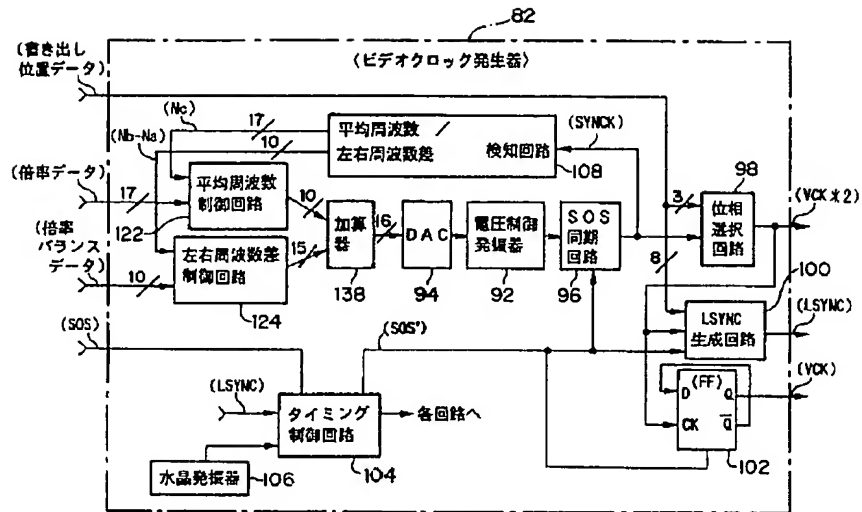 82
(書き出し
位置データ)
〈ビデオクロック発生器〉
(Nc)
17
(Nb-Na)
10
平均周波数 /
左右周波数差
検知回路
108
(SYNCK)
(倍率データ)
17
平均周波数
制御回路
122
10
加算
器
138
16
DAC
94
電圧制御
発振器
92
SOS
同期
回路
96
3
98
位相
選択
回路
(VCK*2)
8
(倍率
バランス
データ)
10
左右周波数差
制御回路
124
15
100
LSYNC
生成回路
(LSYNC)
(SOS)
(SOS')
(LSYNC)
タイミング
制御回路
104
各回路へ
水晶発振器
106
(FF)
D
Q
CK
Q̅
102
(VCK)